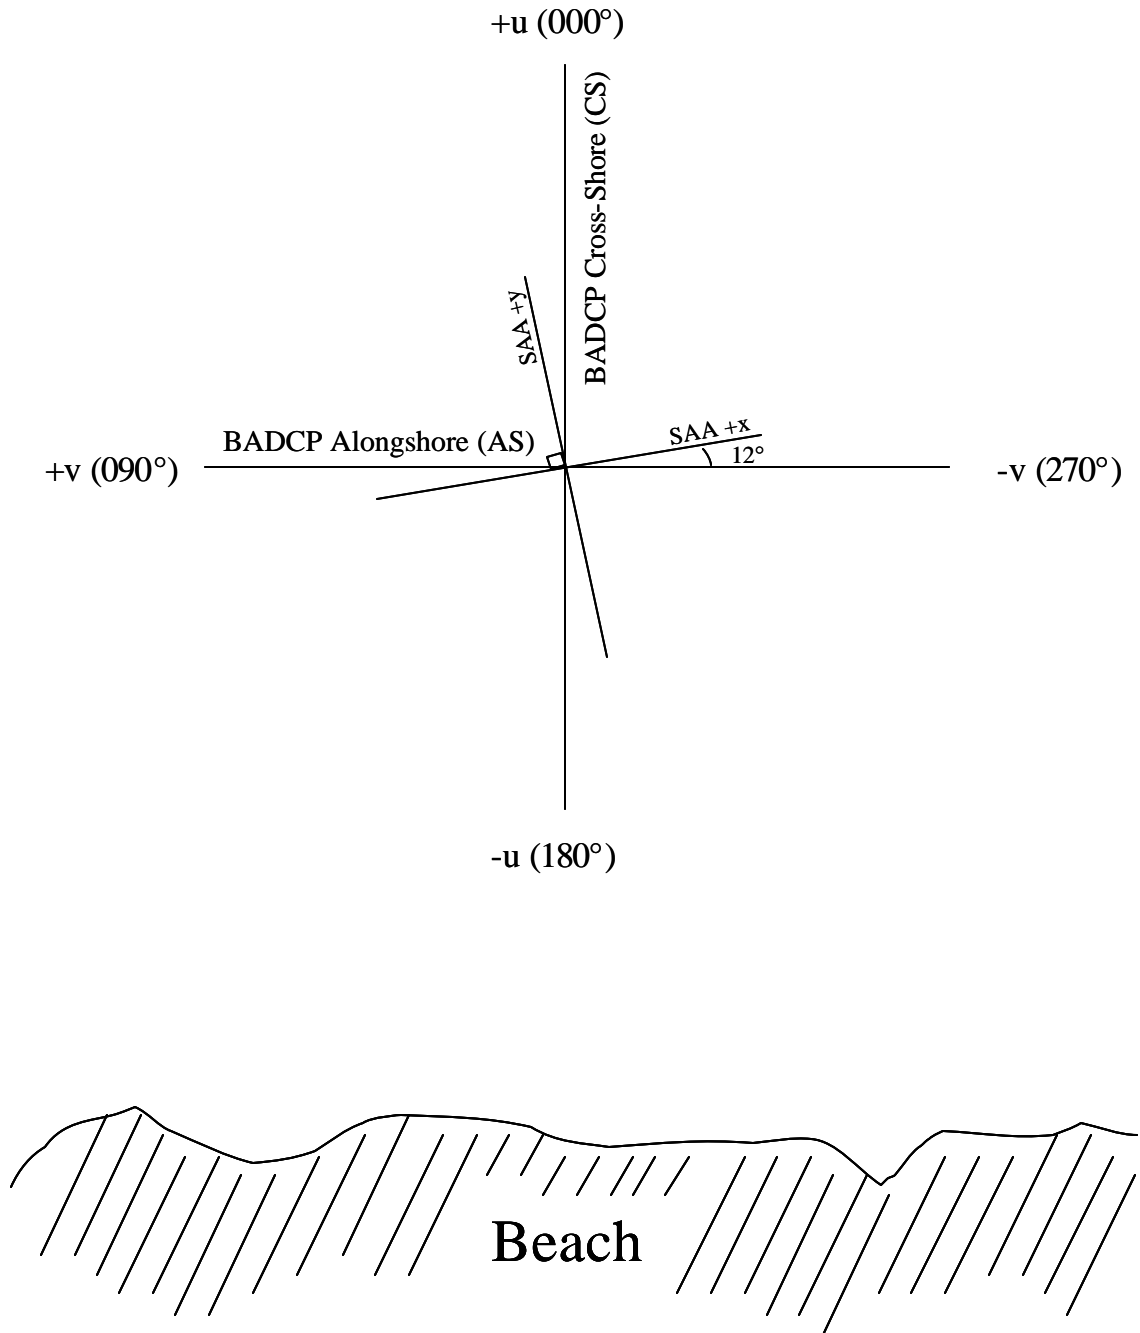 +u (000°)
BADCP Cross-Shore (CS)
SAA +y
BADCP Alongshore (AS)
SAA +x
12°
+v (090°)
-v (270°)
-u (180°)
Beach